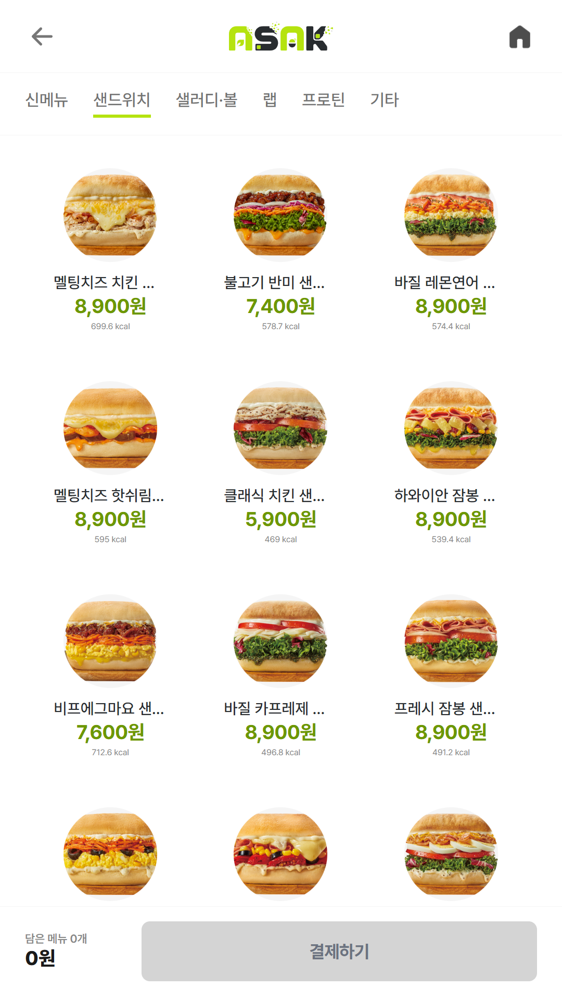 ASAK
신메뉴 샌드위치 샐러디·볼 랩 프로틴 기타
멜팅치즈 치킨 ... 불고기 반미 샌... 바질 레몬연어 ...
8,900원 7,400원 8,900원
699.6 kcal 578.7 kcal 574.4 kcal
멜팅치즈 핫쉬림... 클래식 치킨 샌... 하와이안 잠봉 ...
8,900원 5,900원 8,900원
595 kcal 469 kcal 539.4 kcal
비프에그마요 샌... 바질 카프레제 ... 프레시 잠봉 샌...
7,600원 8,900원 8,900원
712.6 kcal 496.8 kcal 491.2 kcal
담은 메뉴 0개
0원
결제하기